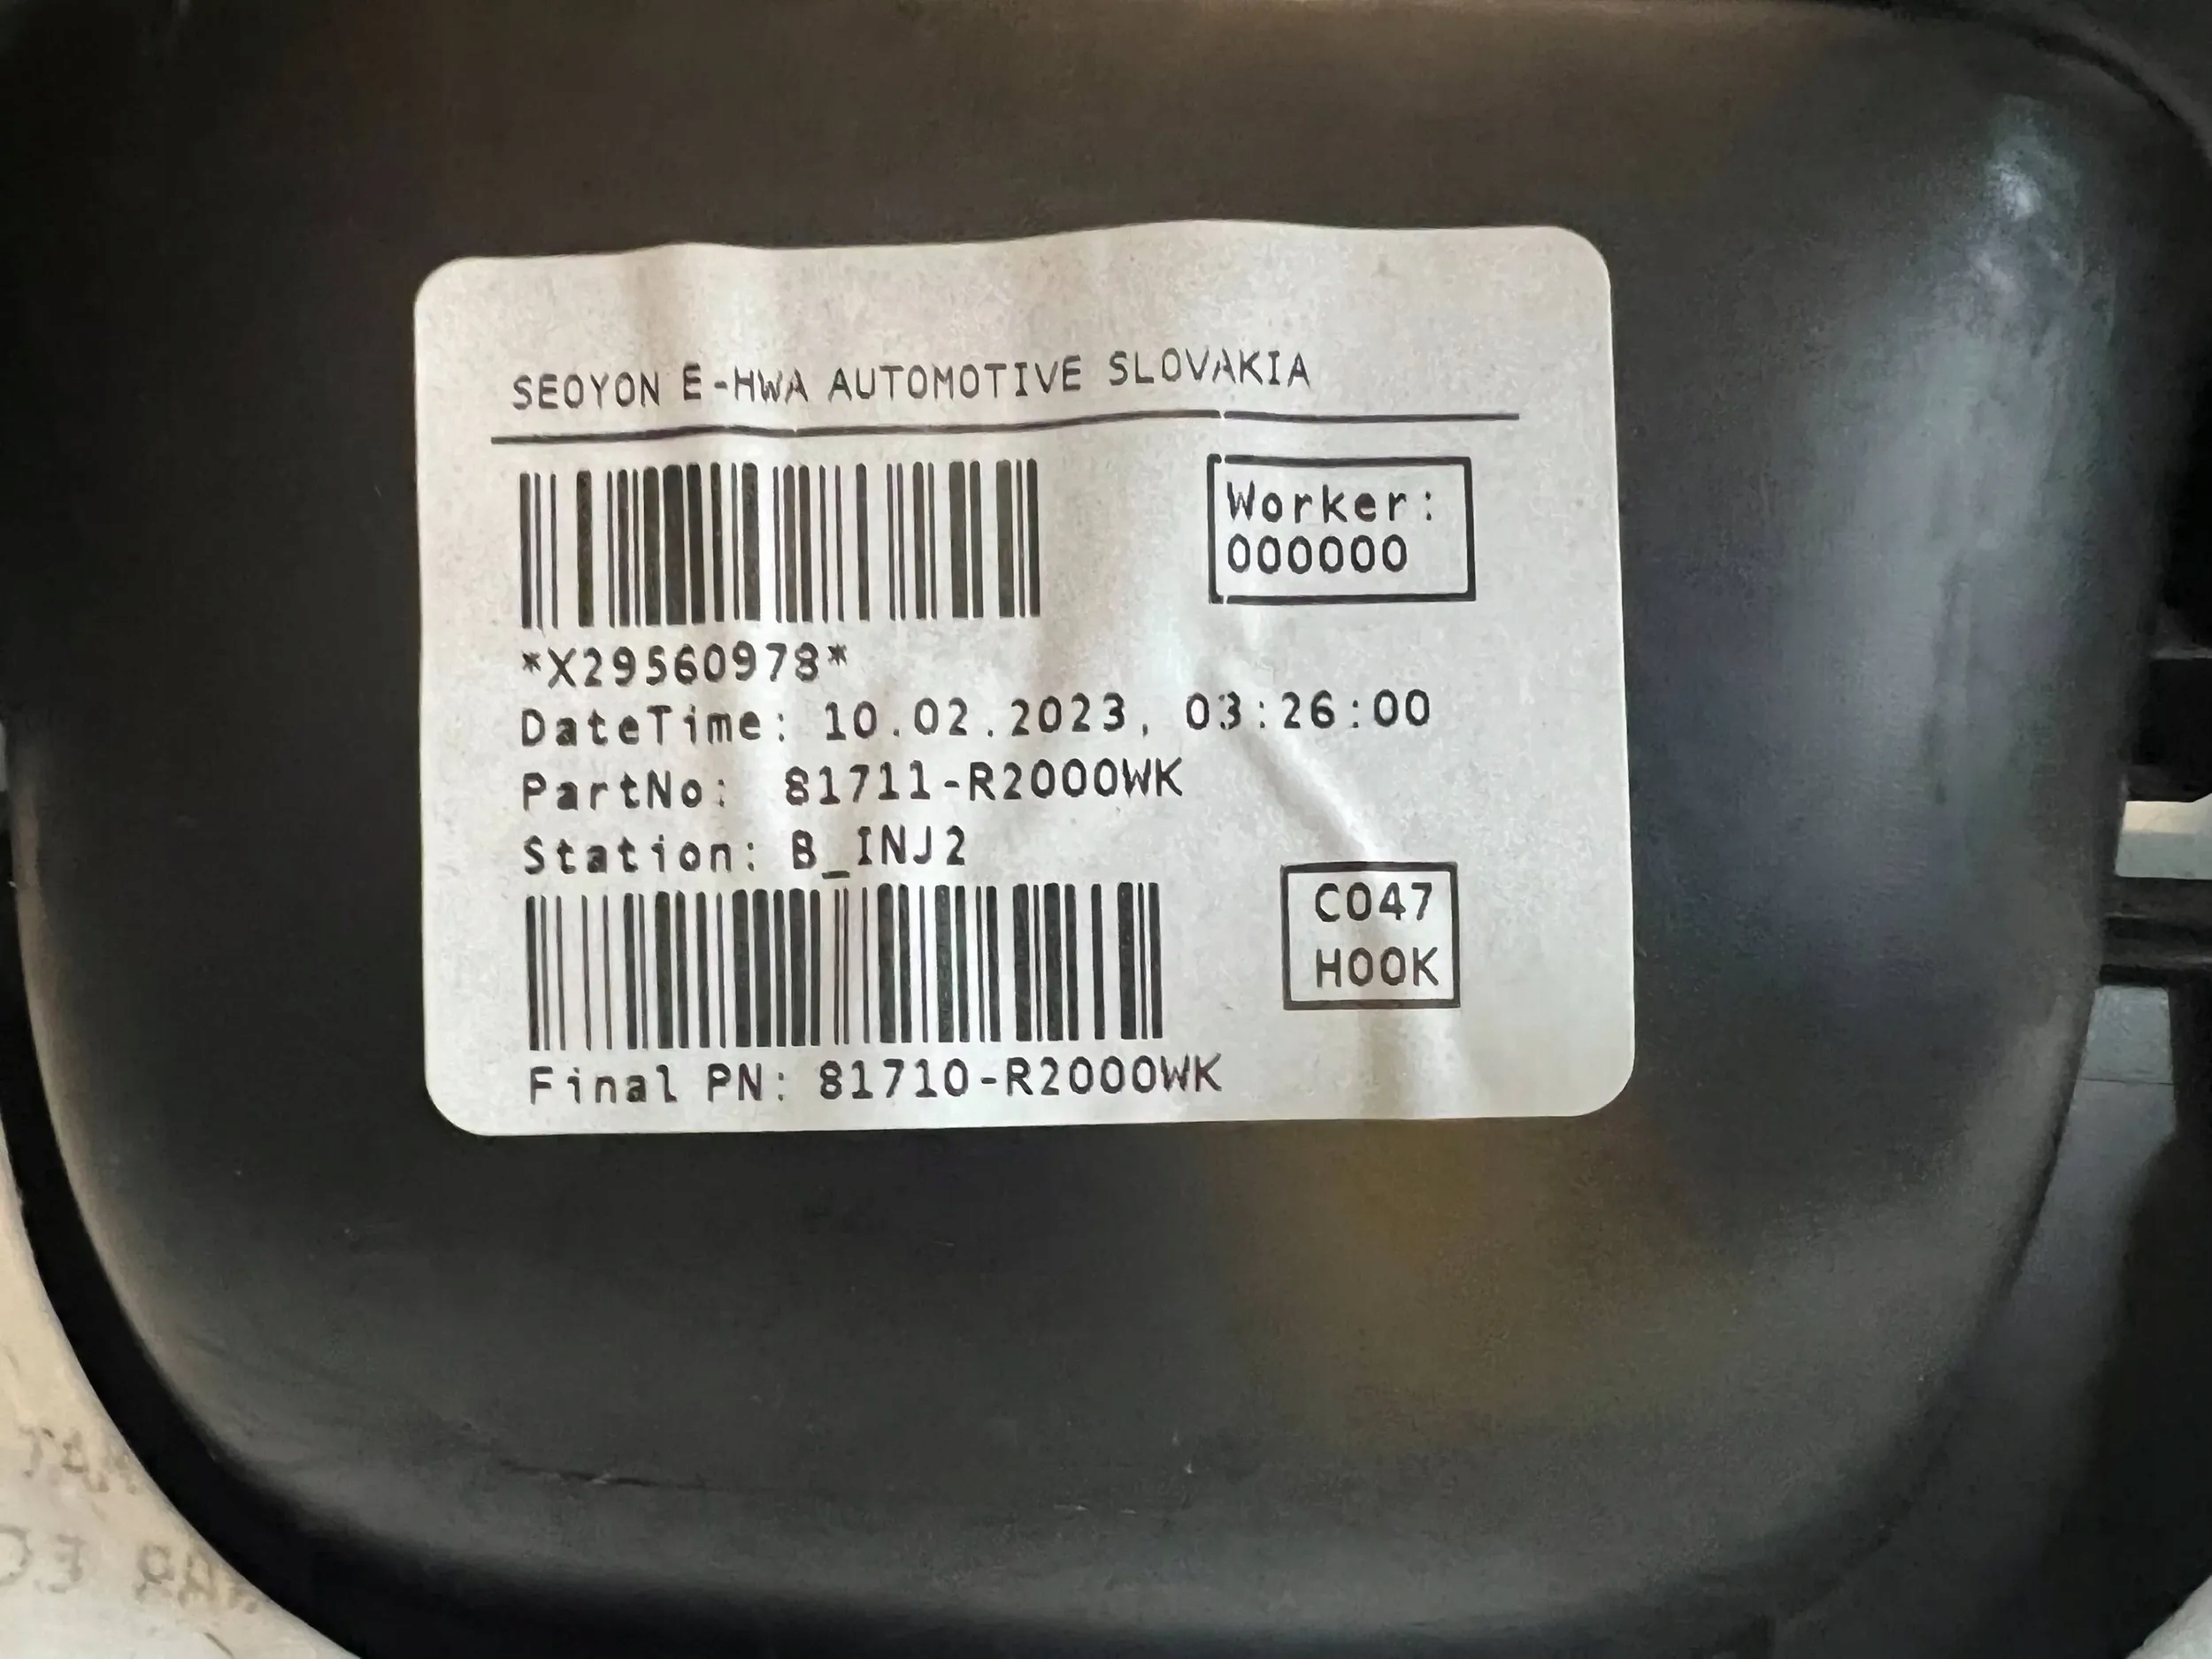 SEOYON E-HWA AUTOMOTIVE SLOVAKIA
Worker:
000000
*X29560978*
DateTime: 10.02.2023, 03:26:00
PartNo: 81711-R2000WK
Station: B_INJ2
C047
HOOK
Final PN: 81710-R2000WK